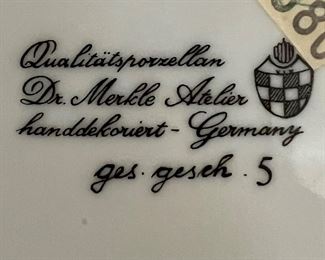 Qualitätsporzellan
Dr. Merkle Atelier
handdekoriert - Germany
ges. gesch. 5